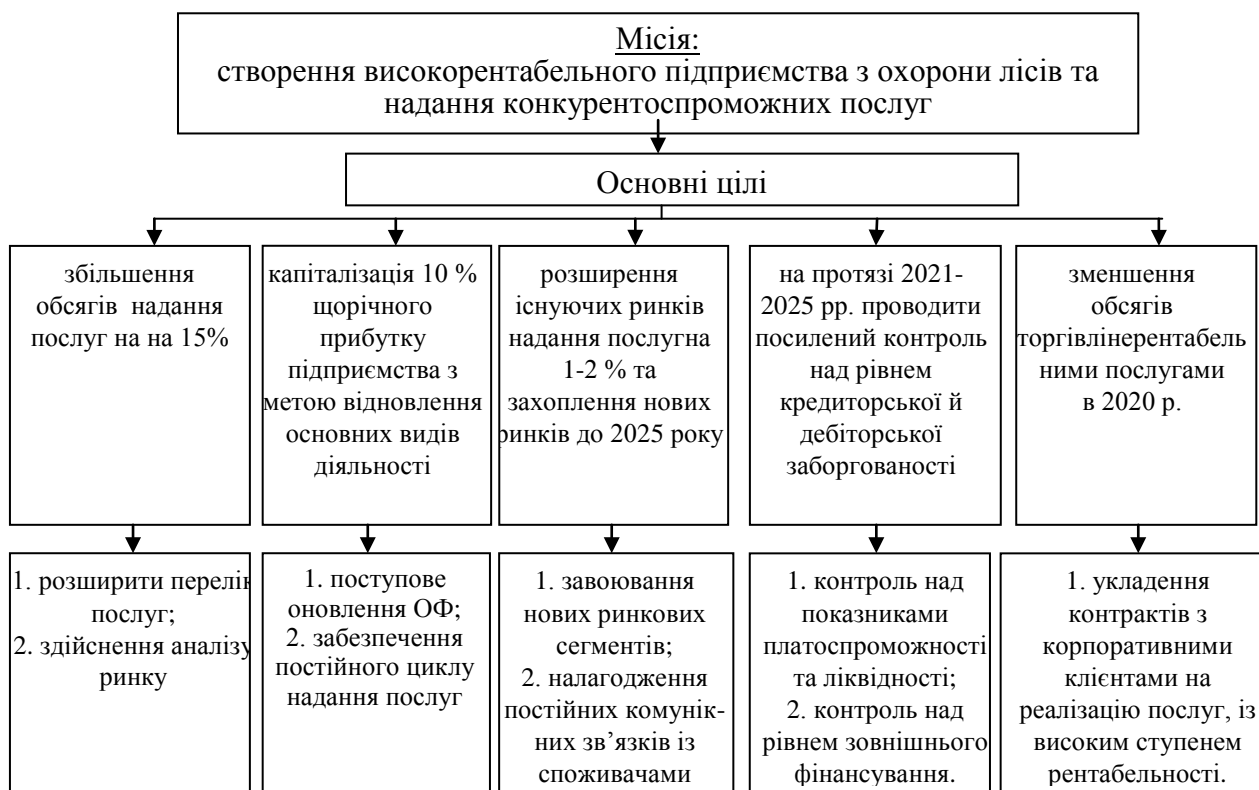 Місія:
створення високорентабельного підприємства з охорони лісів та
надання конкурентоспроможних послуг
Основні цілі
збільшення
обсягів надання
послуг на на 15%
капіталізація 10 %
щорічного
прибутку
підприємства з
метою відновлення
основних видів
діяльності
розширення
існуючих ринків
надання послугна
1-2 % та
захоплення нових
ринків до 2025 року
на протязі 2021-
2025 рр. проводити
посилений контроль
над рівнем
кредиторської й
дебіторської
заборгованості
зменшення
обсягів
торгівлінерентабель
ними послугами
в 2020 р.
1. розширити перелік
послуг;
2. здійснення аналізу
ринку
1. поступове
оновлення ОФ;
2. забезпечення
постійного циклу
надання послуг
1. завоювання
нових ринкових
сегментів;
2. налагодження
постійних комунік-
них зв’язків із
споживачами
1. контроль над
показниками
платоспроможності
та ліквідності;
2. контроль над
рівнем зовнішнього
фінансування.
1. укладення
контрактів з
корпоративними
клієнтами на
реалізацію послуг, із
високим ступенем
рентабельності.